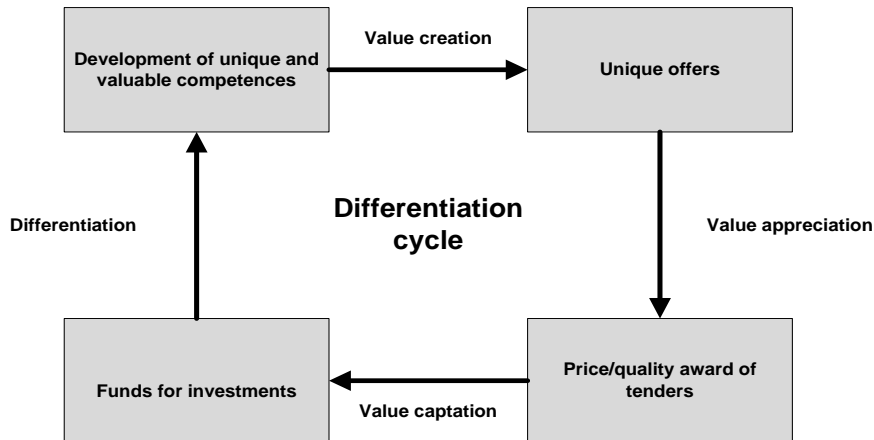 Development of unique and
valuable competences
Value creation
Unique offers
Differentiation
Differentiation
cycle
Value appreciation
Funds for investments
Value captation
Price/quality award of
tenders